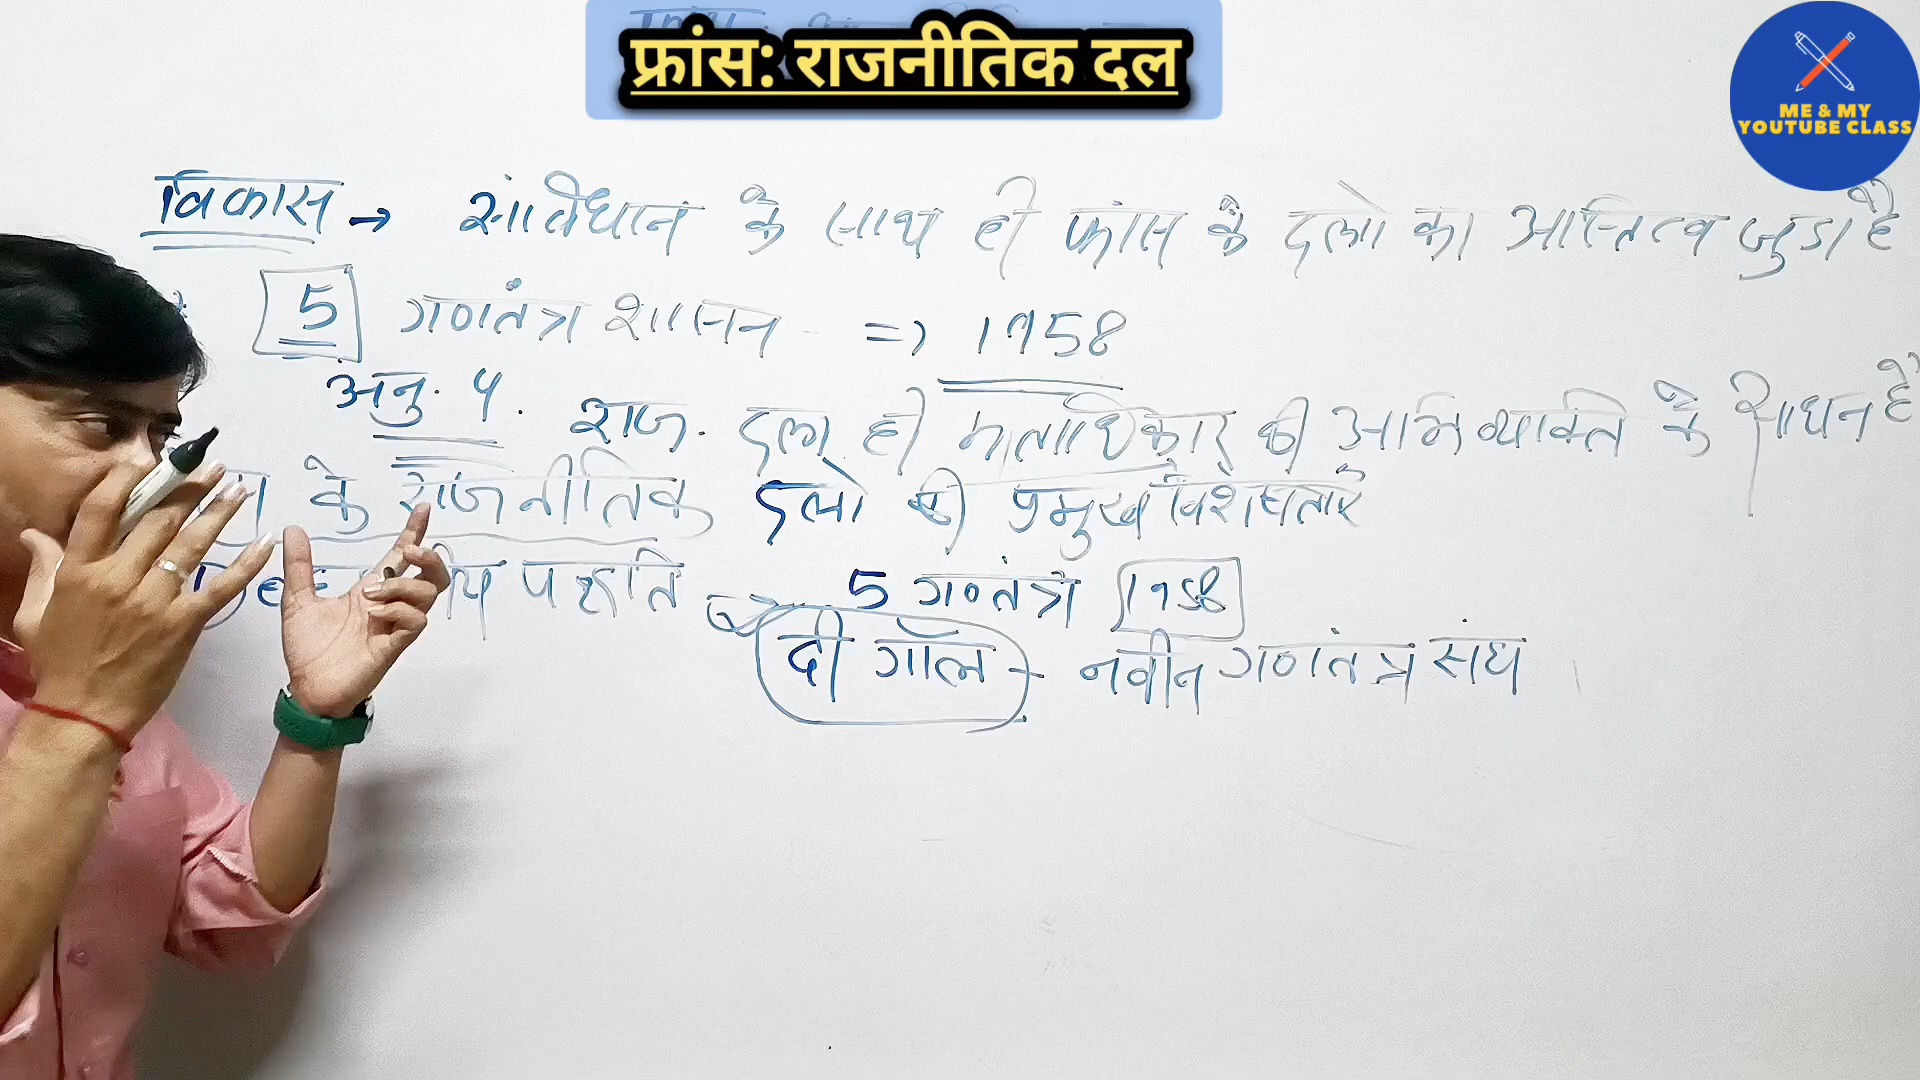 फ्रांस: राजनीतिक दल
ME & MY
YOUTUBE CLASS
विकास → संविधान के साथ ही फ्रांस के दलो का अस्तित्व जुडा है
5 गणतंत्र शासन => 1958
अनु. 4. राज. दल ही मताधिकार की अभिव्यक्ति के साधन है
के राजनीतिक दलो की प्रमुख विशेषताएं
पद्धति 5 गणतंत्र 1958
दी गॉल - नवीन गणतंत्र संघ